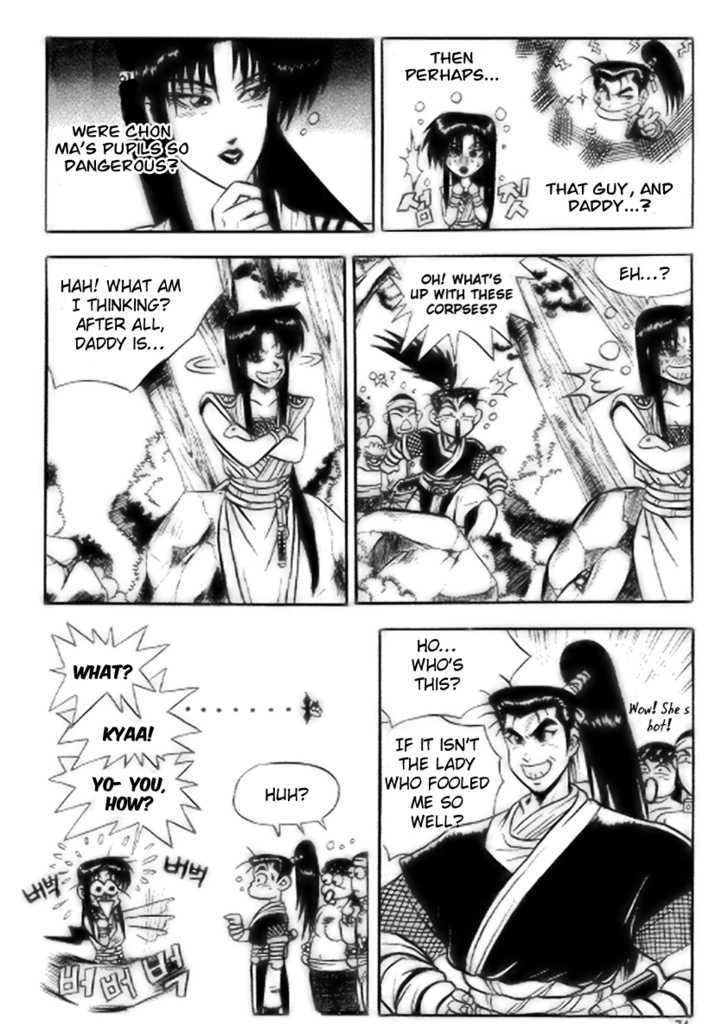 WERE CHON
MA'S PUPILS SO
DANGEROUS?
THEN
PERHAPS...
THAT GUY, AND
DADDY...?
HAH! WHAT AM
I THINKING?
AFTER ALL,
DADDY IS...
OH! WHAT'S
UP WITH THESE
CORPSES?
EH...?
WHAT?
KYAA!
YO- YOU,
HOW?
HUH?
버벅
버벅
버버벅
HO...
WHO'S
THIS?
Wow! She's
hot!
IF IT ISN'T
THE LADY
WHO FOOLED
ME SO
WELL?